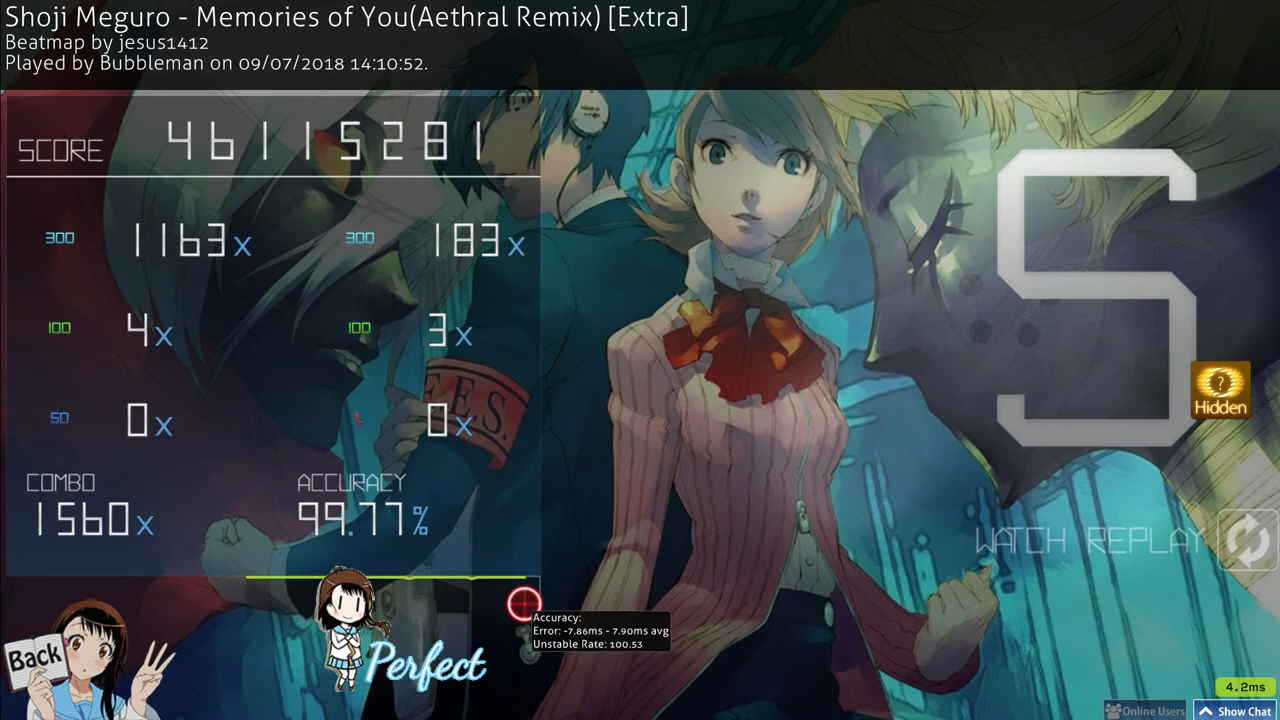 Shoji Meguro - Memories of You(Aethral Remix) [Extra]
Beatmap by jesus1412
Played by Bubbleman on 09/07/2018 14:10:52.
SCORE 46115281
300 1163x 300 183x
100 4x 100 3x
50 0x 0x
COMBO ACCURACY
1560x 99.77%
S
Hidden
WATCH REPLAY
E.E.S.
Accuracy:
Error: -7.86ms - 7.90ms avg
Unstable Rate: 100.53
Back
Perfect
4.2ms
Online Users
Show Chat